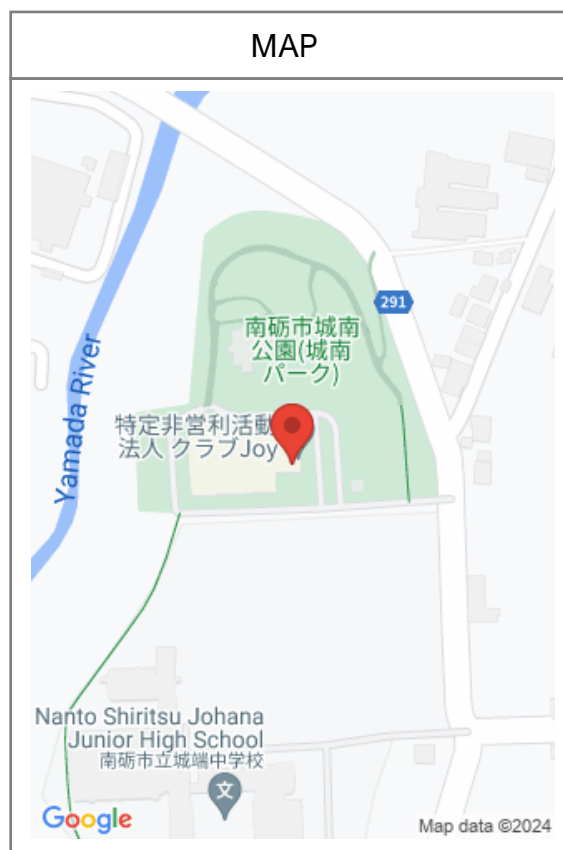 MAP
291
南砺市城南
公園(城南
パーク)
特定非営利活動
法人 クラブJoy
Yamada River
Nanto Shiritsu Johana
Junior High School
南砺市立城端中学校
文
Google
Map data ©2024